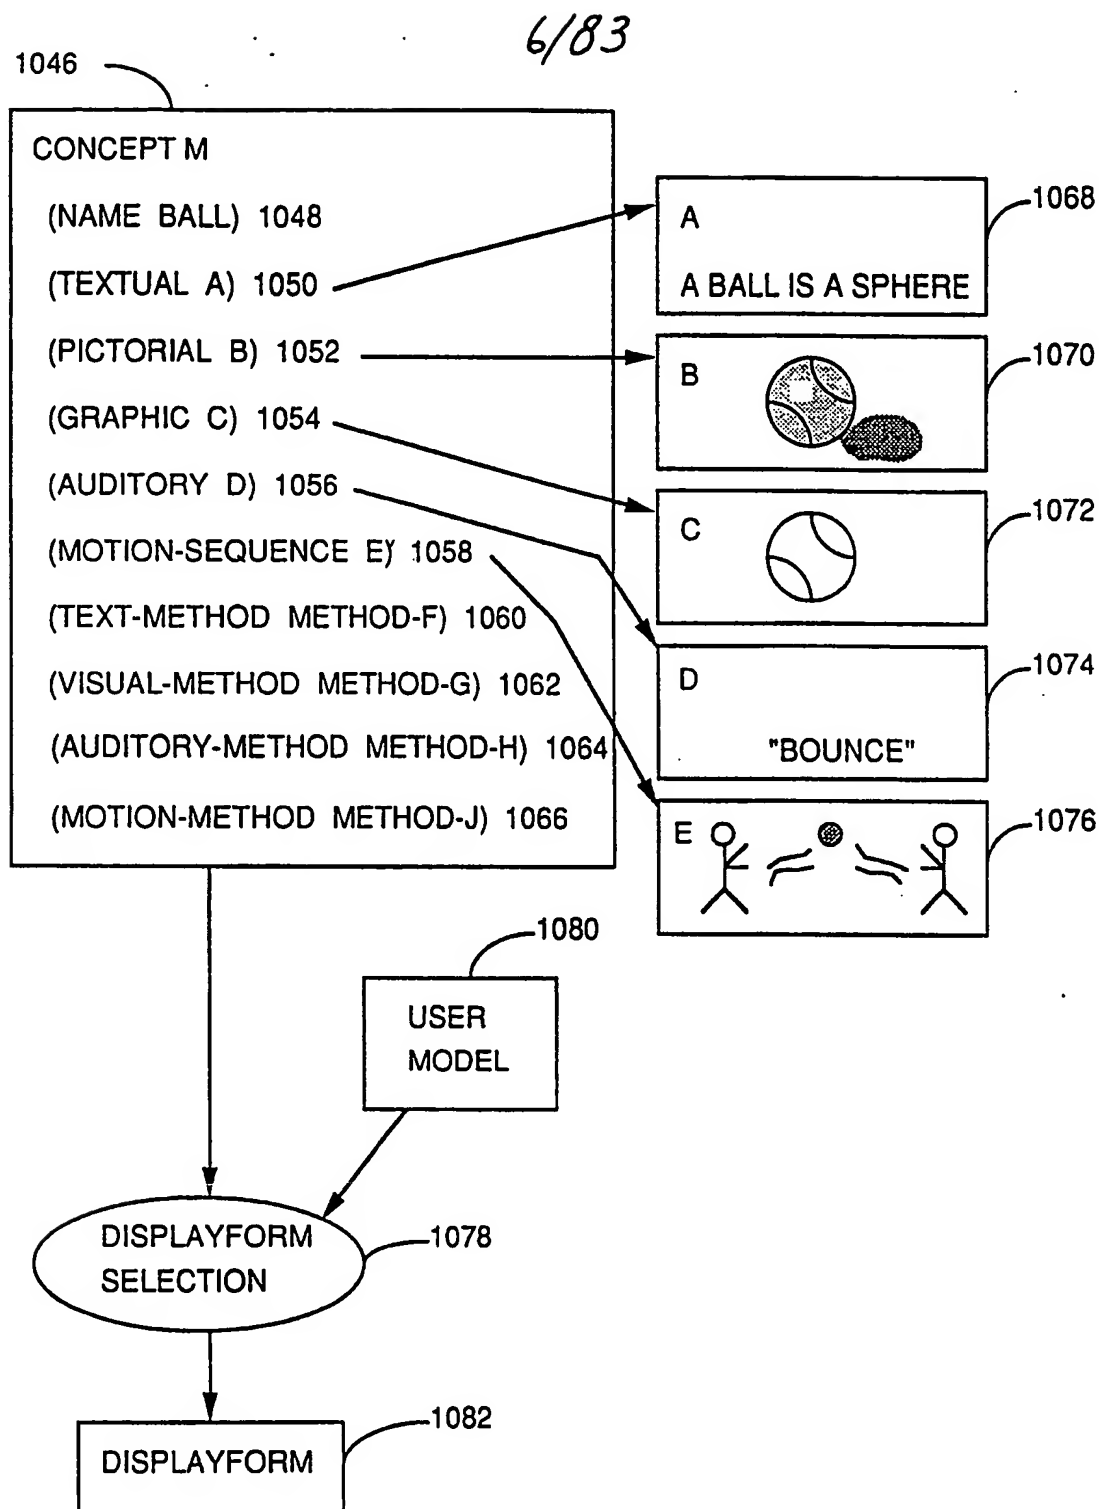 6/83
1046
CONCEPT M
(NAME BALL) 1048
(TEXTUAL A) 1050
(PICTORIAL B) 1052
(GRAPHIC C) 1054
(AUDITORY D) 1056
(MOTION-SEQUENCE E) 1058
(TEXT-METHOD METHOD-F) 1060
(VISUAL-METHOD METHOD-G) 1062
(AUDITORY-METHOD METHOD-H) 1064
(MOTION-METHOD METHOD-J) 1066
A
A BALL IS A SPHERE
1068
B
1070
C
1072
D
"BOUNCE"
1074
E
1076
1080
USER
MODEL
DISPLAYFORM
SELECTION
1078
1082
DISPLAYFORM